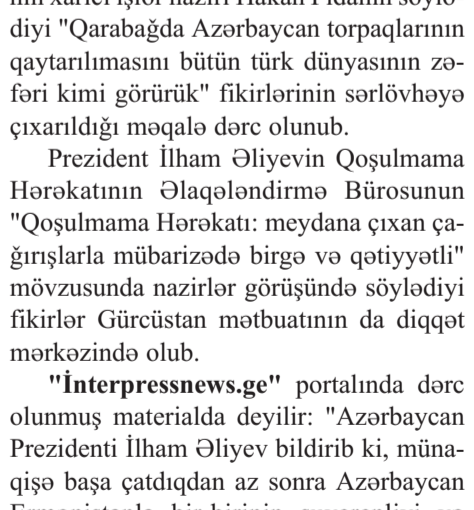 diyi "Qarabağda Azərbaycan torpaqlarının
qaytarılımasını bütün türk dünyasının zə-
fəri kimi görürük" fikirlərinin sərlövhəyə
çıxarıldığı məqalə dərc olunub.
Prezident İlham Əliyevin Qoşulmama
Hərəkatının Əlaqələndirmə Bürosunun
"Qoşulmama Hərəkatı: meydana çıxan ça-
ğırışlarla mübarizədə birgə və qətiyyətli"
mövzusunda nazirlər görüşündə söylədiyi
fikirlər Gürcüstan mətbuatının da diqqət
mərkəzində olub.
"İnterpressnews.ge" portalında dərc
olunmuş materialda deyilir: "Azərbaycan
Prezidenti İlham Əliyev bildirib ki, müna-
qişə başa çatdıqdan az sonra Azərbaycan